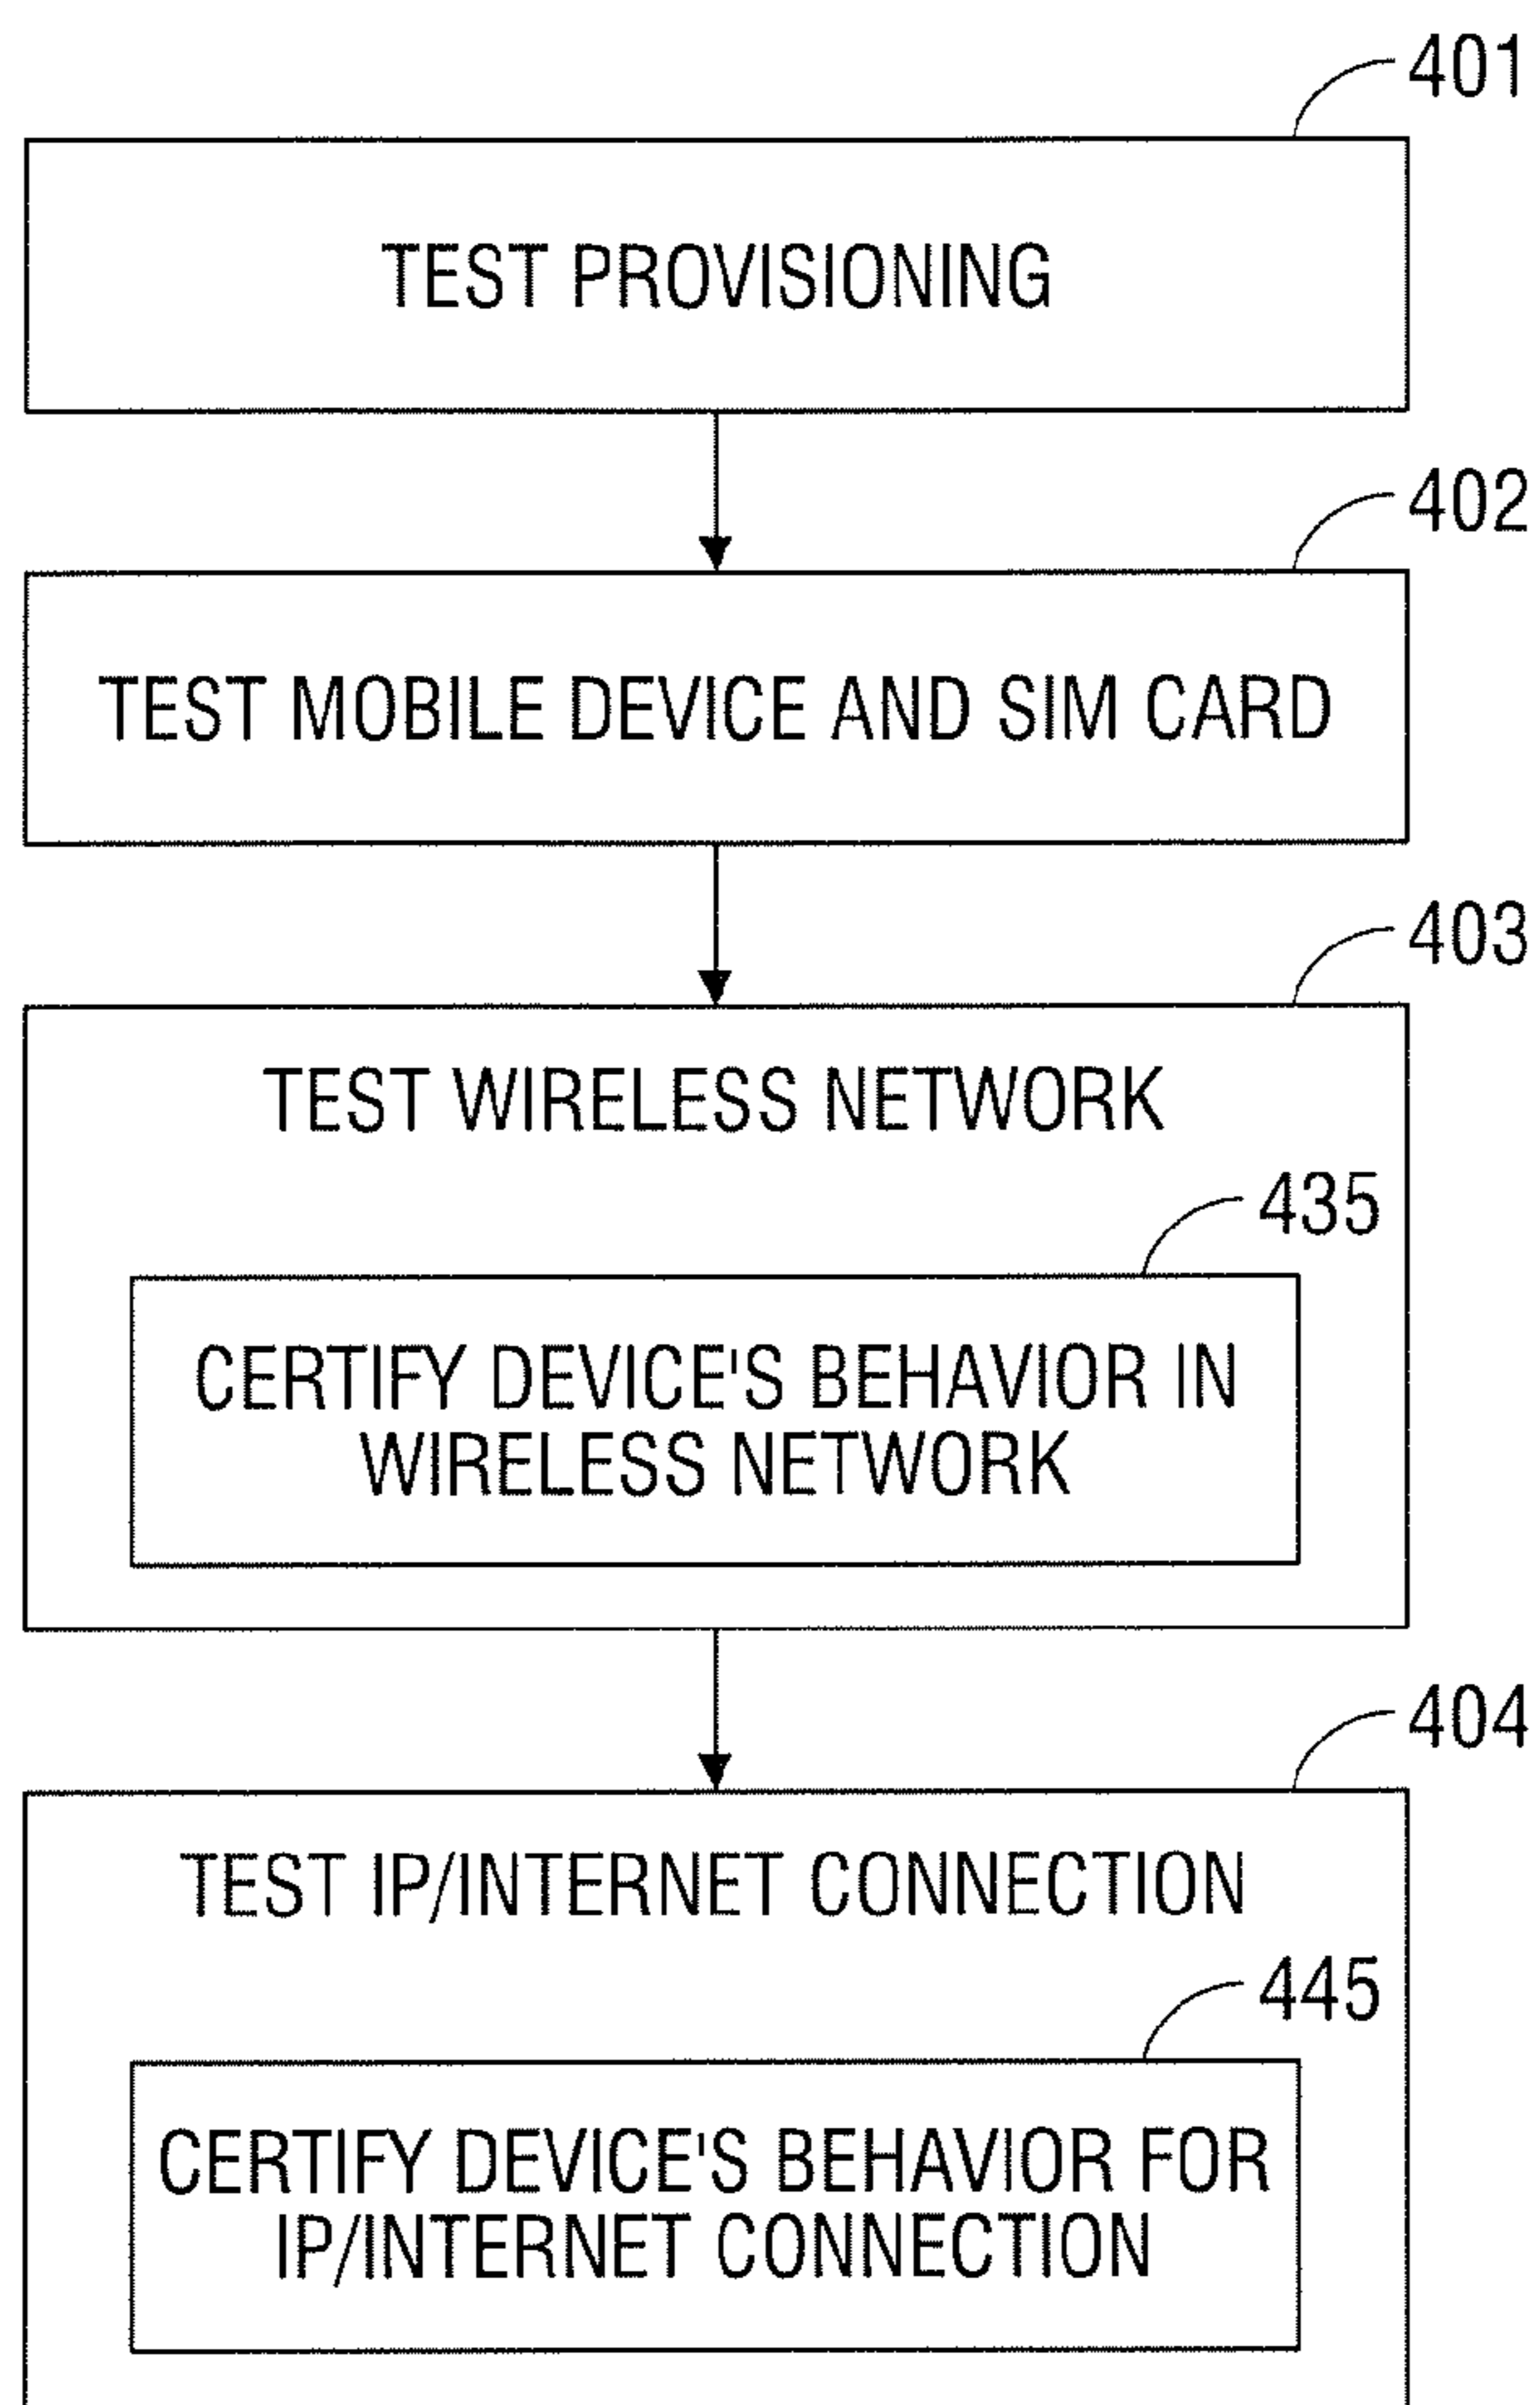 401
TEST PROVISIONING
402
TEST MOBILE DEVICE AND SIM CARD
403
TEST WIRELESS NETWORK
435
CERTIFY DEVICE'S BEHAVIOR IN
WIRELESS NETWORK
404
TEST IP/INTERNET CONNECTION
445
CERTIFY DEVICE'S BEHAVIOR FOR
IP/INTERNET CONNECTION